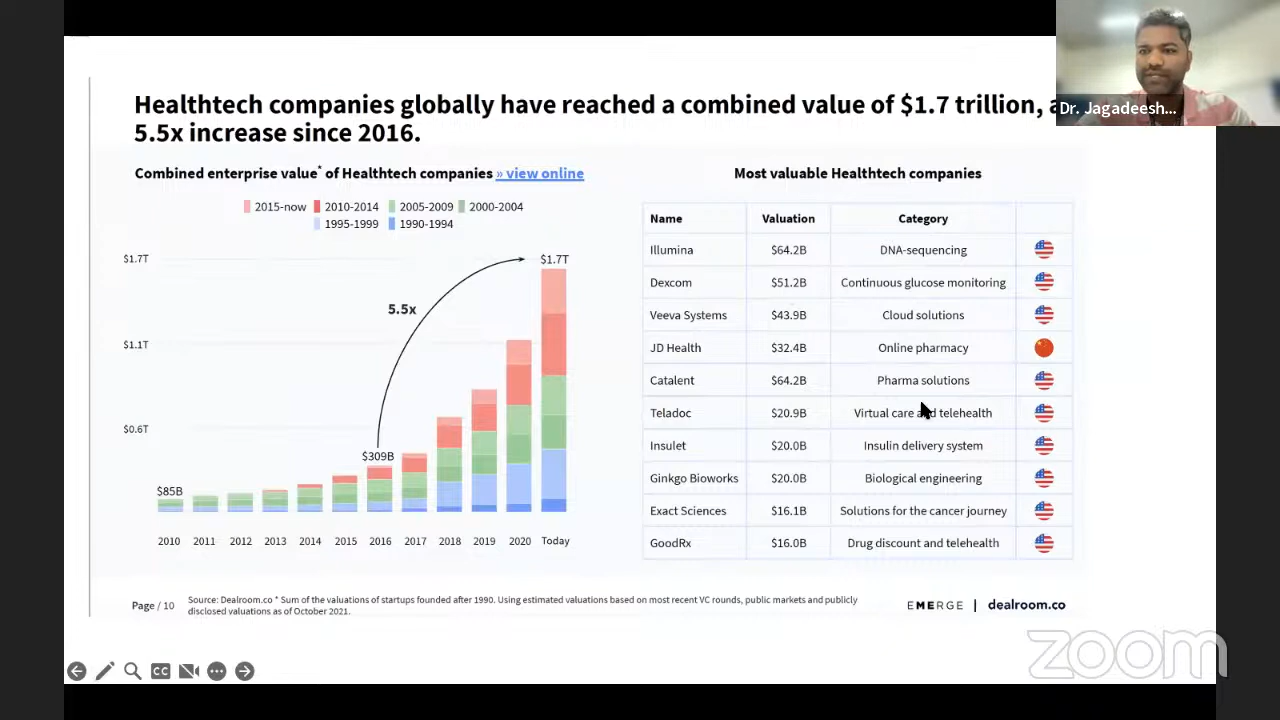 Dr. Jagadeesh...
Healthtech companies globally have reached a combined value of $1.7 trillion,
5.5x increase since 2016.
Combined enterprise value* of Healthtech companies » view online
2015-now 2010-2014 2005-2009 2000-2004
1995-1999 1990-1994
$1.7T
$1.1T
$0.6T
5.5x
$1.7T
$309B
$85B
2010 2011 2012 2013 2014 2015 2016 2017 2018 2019 2020 Today
Most valuable Healthtech companies
Name Valuation Category
Illumina $64.2B DNA-sequencing
Dexcom $51.2B Continuous glucose monitoring
Veeva Systems $43.9B Cloud solutions
JD Health $32.4B Online pharmacy
Catalent $64.2B Pharma solutions
Teladoc $20.9B Virtual care and telehealth
Insulet $20.0B Insulin delivery system
Ginkgo Bioworks $20.0B Biological engineering
Exact Sciences $16.1B Solutions for the cancer journey
GoodRx $16.0B Drug discount and telehealth
Page / 10
Source: Dealroom.co * Sum of the valuations of startups founded after 1990. Using estimated valuations based on most recent VC rounds, public markets and publicly
disclosed valuations as of October 2021.
EMERGE | dealroom.co
CC
zoom